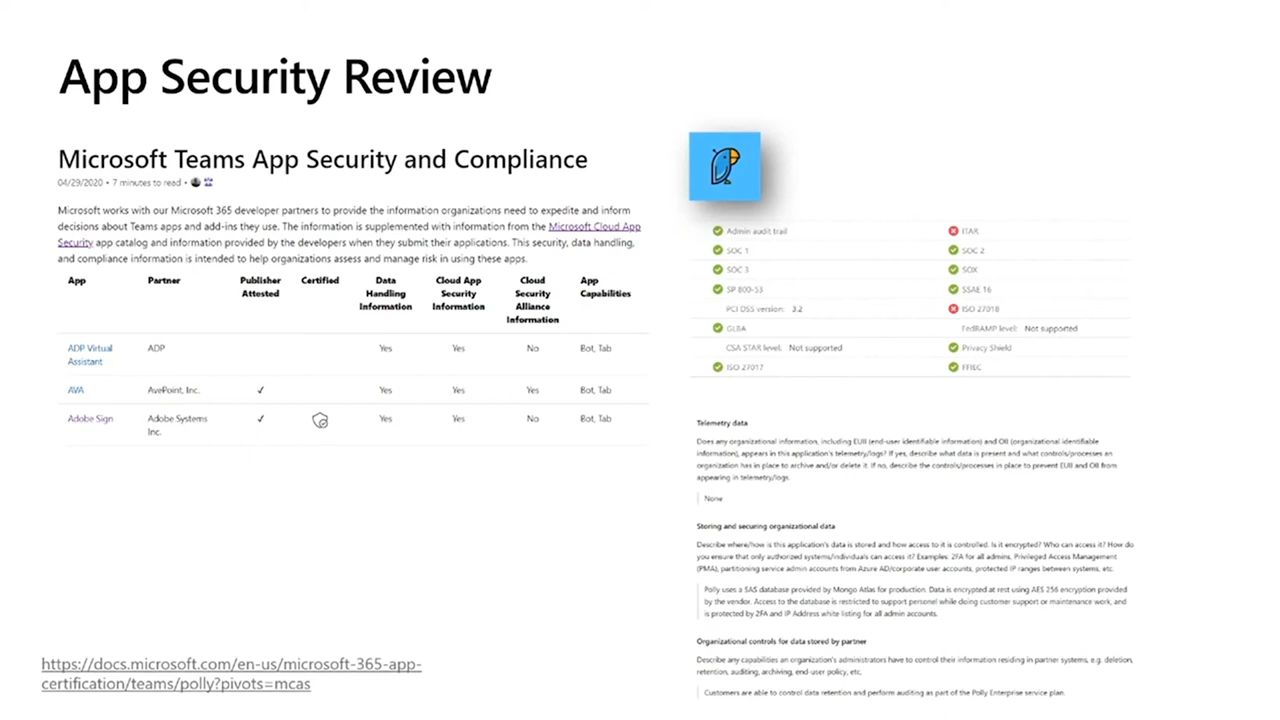 App Security Review
Microsoft Teams App Security and Compliance
04/29/2020 • 7 minutes to read •
Microsoft works with our Microsoft 365 developer partners to provide the information organizations need to expedite and inform
decisions about Teams apps and add-ins they use. The information is supplemented with information from the Microsoft Cloud App
Security app catalog and information provided by the developers when they submit their applications. This security, data handling,
and compliance information is intended to help organizations assess and manage risk in using these apps.
App Partner Publisher Attested Certified Data Handling Information Cloud App Security Information Cloud Security Alliance Information App Capabilities
ADP Virtual Assistant ADP Yes Yes No Bot, Tab
AVA AvePoint, Inc. ✓ Yes Yes Yes Bot, Tab
Adobe Sign Adobe Systems Inc. ✓ Yes Yes No Bot, Tab
https://docs.microsoft.com/en-us/microsoft-365-app-
certification/teams/polly?pivots=mcas
Admin audit trail ITAR
SOC 1 SOC 2
SOC 3 SOX
SP 800-53 SSAE 16
PCI DSS version: 3.2 ISO 27018
GLBA FedRAMP level: Not supported
CSA STAR level: Not supported Privacy Shield
ISO 27017 FFIEC
Telemetry data
Does any organizational information, including EUII (end-user identifiable information) and OII (organizational identifiable
information), appears in this application's telemetry/logs? If yes, describe what data is present and what controls/processes an
organization has in place to archive and/or delete it. If no, describe the controls/processes in place to prevent EUII and OII from
appearing in telemetry/logs.
None
Storing and securing organizational data
Describe where/how is this application's data is stored and how access to it is controlled. Is it encrypted? Who can access it? How do
you ensure that only authorized systems/individuals can access it? Examples: 2FA for all admins, Privileged Access Management
(PMA), partitioning service admin accounts from Azure AD/corporate user accounts, protected IP ranges between systems, etc.
Polly uses a SAS database provided by Mongo Atlas for production. Data is encrypted at rest using AES 256 encryption provided
by the vendor. Access to the database is restricted to support personel while doing customer support or maintenance work, and
is protected by 2FA and IP Address white listing for all admin accounts.
Organizational controls for data stored by partner
Describe any capabilities an organization's administrators have to control their information residing in partner systems, e.g. deletion,
retention, auditing, archiving, end-user policy, etc.
Customers are able to control data retention and perform auditing as part of the Polly Enterprise service plan.